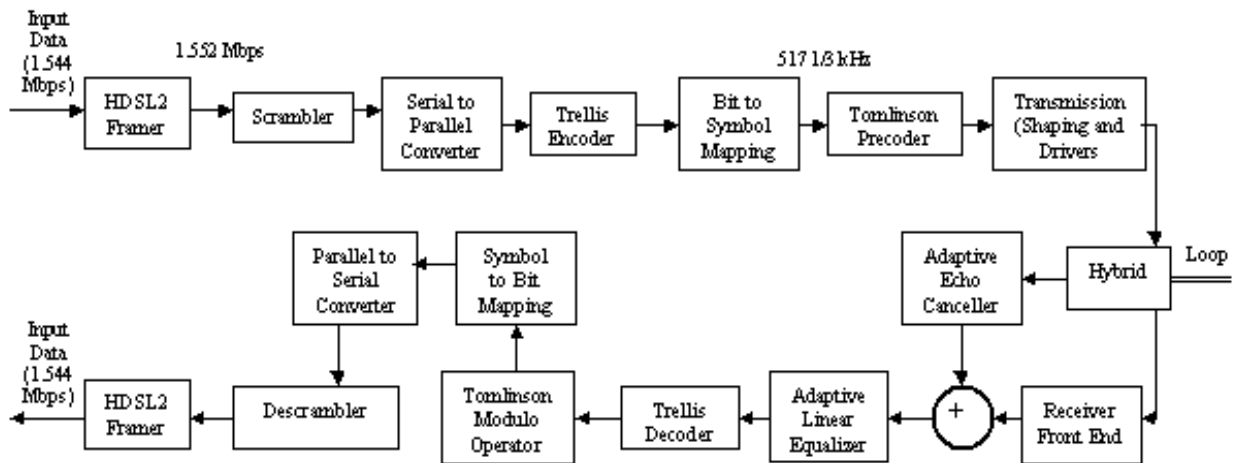 Input
Data
(1.544
Mbps)
1.552 Mbps
517 1/3 kHz
HDSL2
Framer
Scrambler
Serial to
Parallel
Converter
Trellis
Encoder
Bit to
Symbol
Mapping
Tomlinson
Precoder
Transmission
(Shaping and
Drivers
Parallel to
Serial
Converter
Symbol
to Bit
Mapping
Adaptive
Echo
Canceller
Hybrid
Loop
Input
Data
(1.544
Mbps)
HDSL2
Framer
Descrambler
Tomlinson
Modulo
Operator
Trellis
Decoder
Adaptive
Linear
Equalizer
+
Receiver
Front End